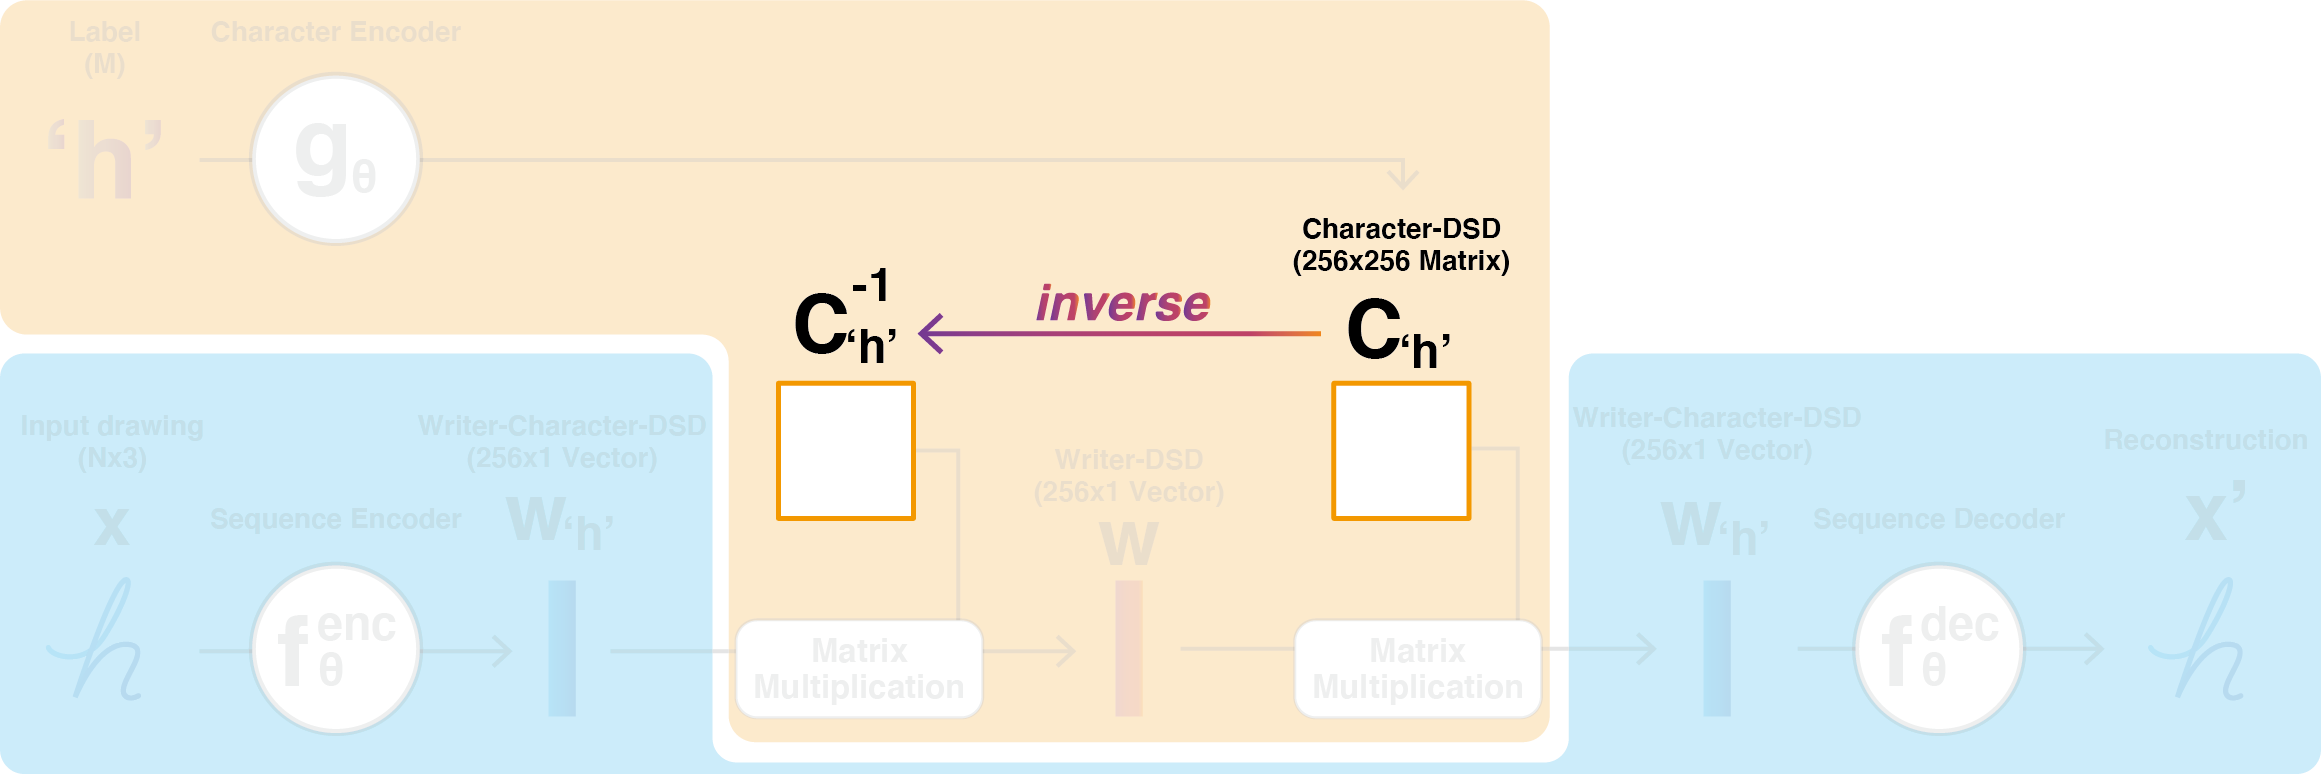 Label
(M)
Character Encoder
‘h’
gθ
Character-DSD
(256x256 Matrix)
C‘h’-1
inverse
C‘h’
Input drawing
(Nx3)
x
Sequence Encoder
fθenc
Writer-Character-DSD
(256x1 Vector)
w‘h’
Matrix
Multiplication
Writer-DSD
(256x1 Vector)
w
Matrix
Multiplication
Writer-Character-DSD
(256x1 Vector)
w‘h’
Sequence Decoder
fθdec
Reconstruction
x’
h
h